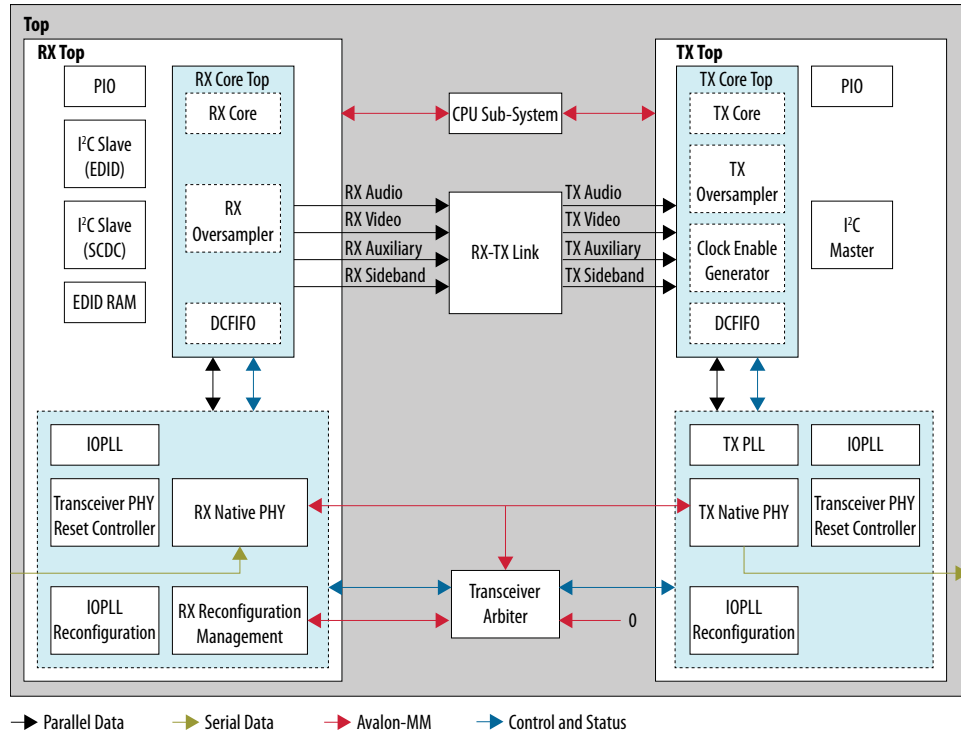 Top
RX Top
PIO
I²C Slave
(EDID)
I²C Slave
(SCDC)
EDID RAM
RX Core Top
RX Core
RX
Oversampler
DCFIFO
IOPLL
Transceiver PHY
Reset Controller
RX Native PHY
IOPLL
Reconfiguration
RX Reconfiguration
Management
CPU Sub-System
RX Audio
RX Video
RX Auxiliary
RX Sideband
RX-TX Link
TX Audio
TX Video
TX Auxiliary
TX Sideband
Transceiver
Arbiter
0
TX Top
TX Core Top
TX Core
TX
Oversampler
Clock Enable
Generator
DCFIFO
PIO
I²C
Master
TX PLL
IOPLL
TX Native PHY
Transceiver PHY
Reset Controller
IOPLL
Reconfiguration
Parallel Data
Serial Data
Avalon-MM
Control and Status